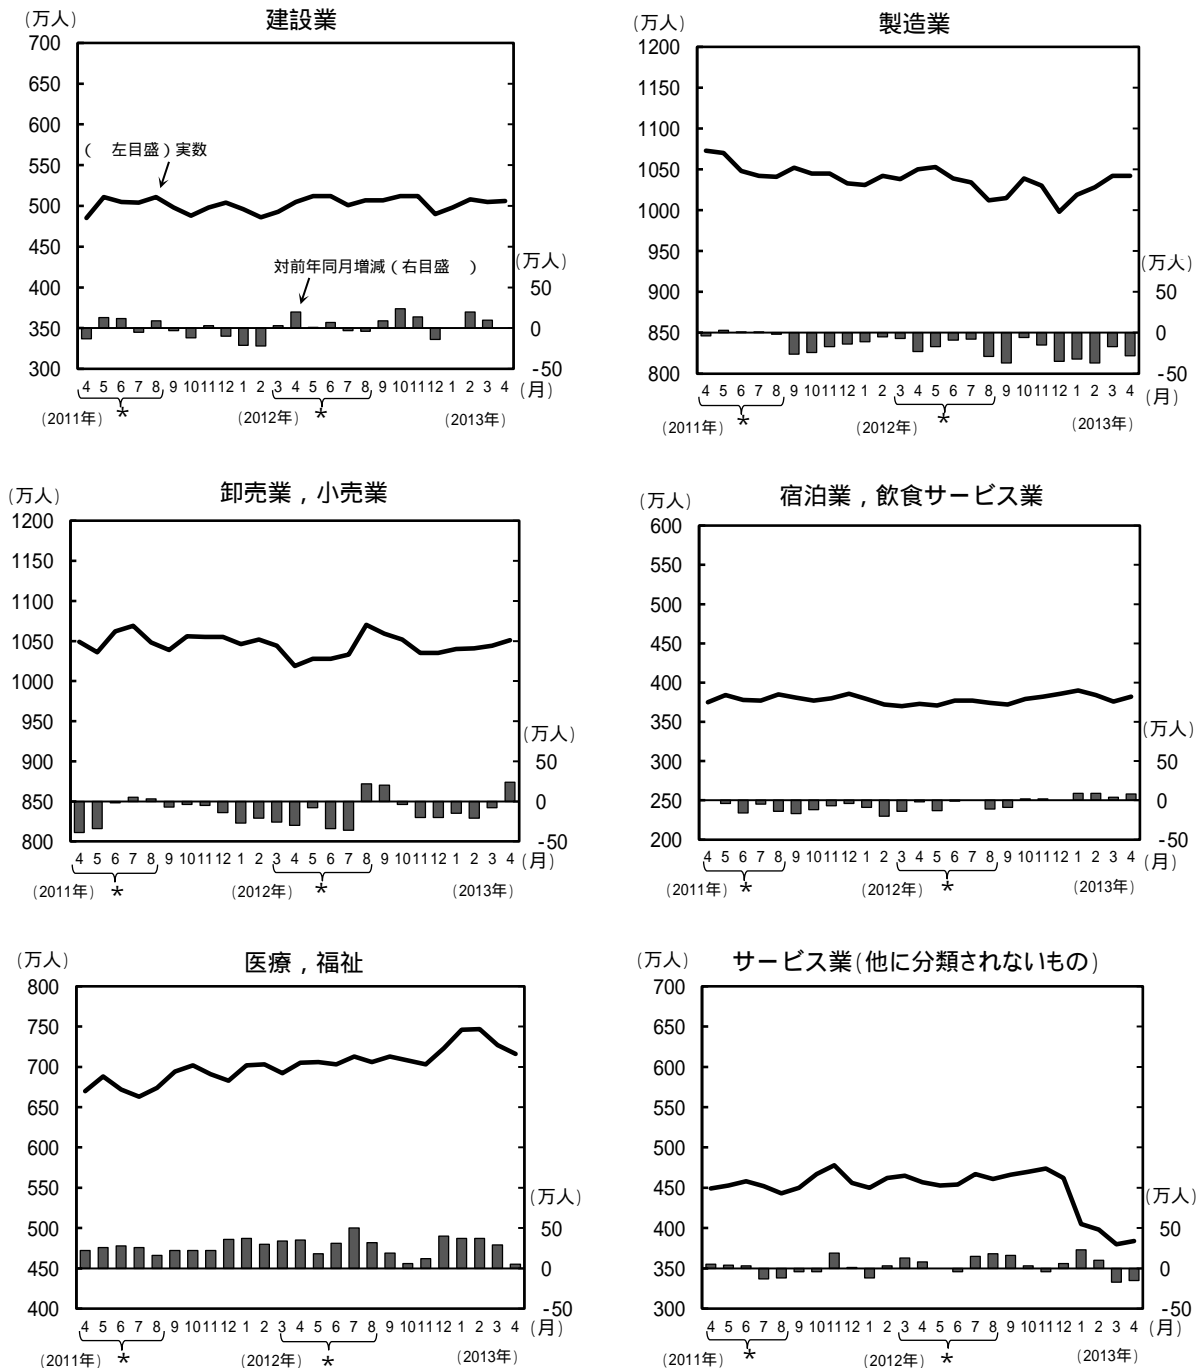 建設業
(万人)
700
650
600
550
(　左目盛)実数
500
450
対前年同月増減(右目盛　)
(万人)
400
50
350
0
300
-50
4 5 6 7 8 9 10 11 12 1 2 3 4 5 6 7 8 9 10 11 12 1 2 3 4 (月)
(2011年) * (2012年) * (2013年)
製造業
(万人)
1200
1150
1100
1050
1000
950
(万人)
900
50
850
0
800
-50
4 5 6 7 8 9 10 11 12 1 2 3 4 5 6 7 8 9 10 11 12 1 2 3 4 (月)
(2011年) * (2012年) * (2013年)
卸売業，小売業
(万人)
1200
1150
1100
1050
1000
950
(万人)
900
50
850
0
800
-50
4 5 6 7 8 9 10 11 12 1 2 3 4 5 6 7 8 9 10 11 12 1 2 3 4 (月)
(2011年) * (2012年) * (2013年)
宿泊業，飲食サービス業
(万人)
600
550
500
450
400
350
(万人)
300
50
250
0
200
-50
4 5 6 7 8 9 10 11 12 1 2 3 4 5 6 7 8 9 10 11 12 1 2 3 4 (月)
(2011年) * (2012年) * (2013年)
医療，福祉
(万人)
800
750
700
650
600
550
(万人)
500
50
450
0
400
-50
4 5 6 7 8 9 10 11 12 1 2 3 4 5 6 7 8 9 10 11 12 1 2 3 4 (月)
(2011年) * (2012年) * (2013年)
サービス業(他に分類されないもの)
(万人)
700
650
600
550
500
450
(万人)
400
50
350
0
300
-50
4 5 6 7 8 9 10 11 12 1 2 3 4 5 6 7 8 9 10 11 12 1 2 3 4 (月)
(2011年) * (2012年) * (2013年)